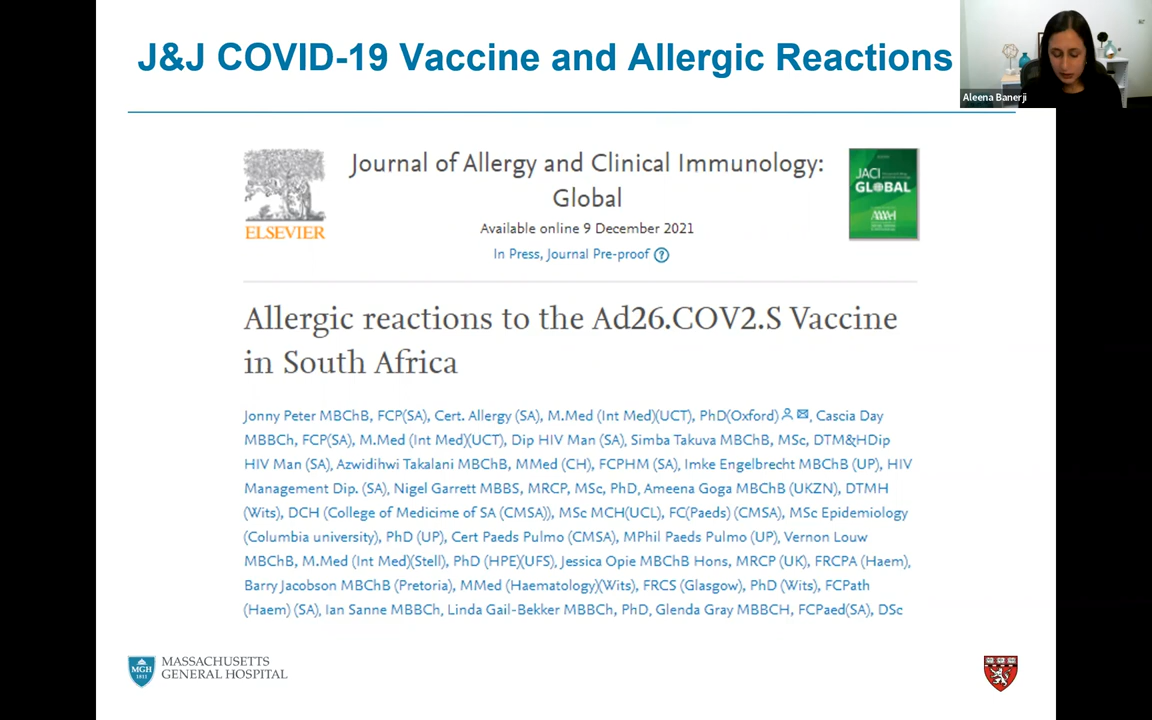 J&J COVID-19 Vaccine and Allergic Reactions
Aleena Banerji
ELSEVIER
Journal of Allergy and Clinical Immunology:
Global
Available online 9 December 2021
In Press, Journal Pre-proof ?
JACI
GLOBAL
Allergic reactions to the Ad26.COV2.S Vaccine
in South Africa
Jonny Peter MBChB, FCP(SA), Cert. Allergy (SA), M.Med (Int Med)(UCT), PhD(Oxford) , Cascia Day
MBBCh, FCP(SA), M.Med (Int Med)(UCT), Dip HIV Man (SA), Simba Takuva MBChB, MSc, DTM&HDip
HIV Man (SA), Azwidihwi Takalani MBChB, MMed (CH), FCPHM (SA), Imke Engelbrecht MBChB (UP), HIV
Management Dip. (SA), Nigel Garrett MBBS, MRCP, MSc, PhD, Ameena Goga MBChB (UKZN), DTMH
(Wits), DCH (College of Medicime of SA (CMSA)), MSc MCH(UCL), FC(Paeds) (CMSA), MSc Epidemiology
(Columbia university), PhD (UP), Cert Paeds Pulmo (CMSA), MPhil Paeds Pulmo (UP), Vernon Louw
MBChB, M.Med (Int Med)(Stell), PhD (HPE)(UFS), Jessica Opie MBChB Hons, MRCP (UK), FRCPA (Haem),
Barry Jacobson MBChB (Pretoria), MMed (Haematology)(Wits), FRCS (Glasgow), PhD (Wits), FCPath
(Haem) (SA), Ian Sanne MBBCh, Linda Gail-Bekker MBBCh, PhD, Glenda Gray MBBCH, FCPaed(SA), DSc
MGH
1811
MASSACHUSETTS
GENERAL HOSPITAL